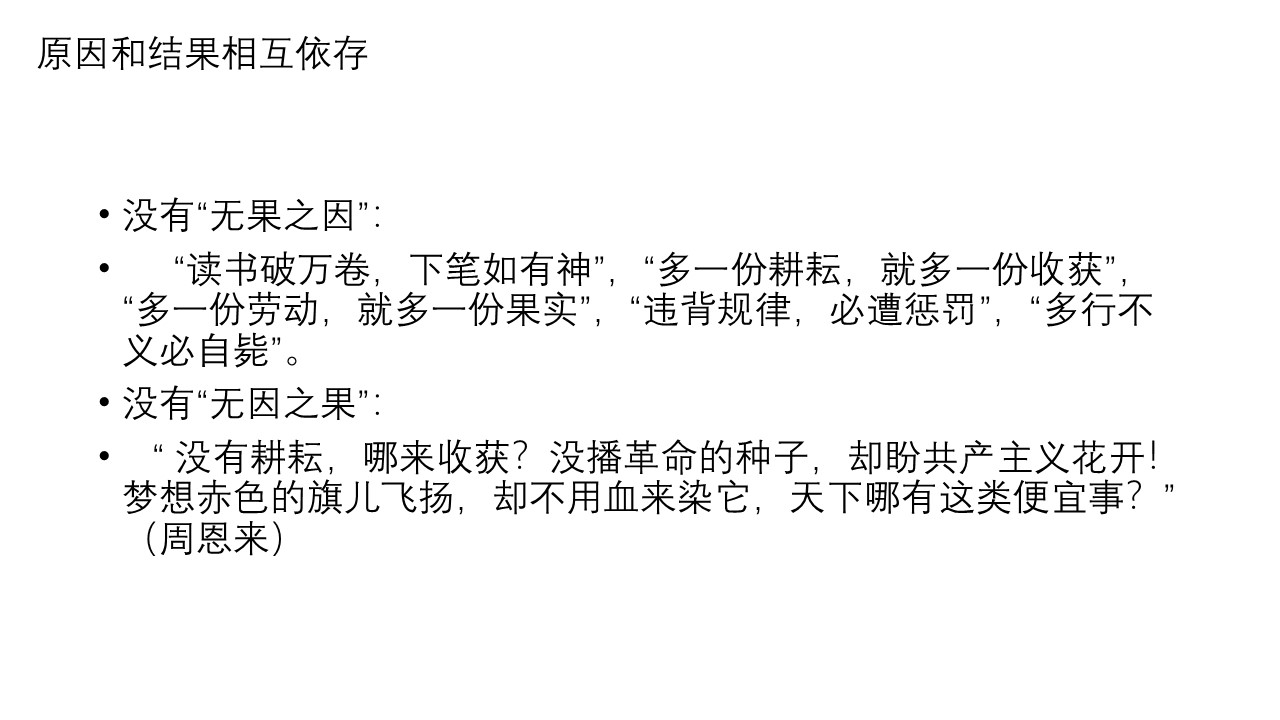 原因和结果相互依存
• 没有“无果之因”：
• “读书破万卷，下笔如有神”，“多一份耕耘，就多一份收获”，
“多一份劳动，就多一份果实”，“违背规律，必遭惩罚”，“多行不
义必自毙”。
• 没有“无因之果”：
• “ 没有耕耘，哪来收获？没播革命的种子，却盼共产主义花开！
梦想赤色的旗儿飞扬，却不用血来染它，天下哪有这类便宜事？”
（周恩来）